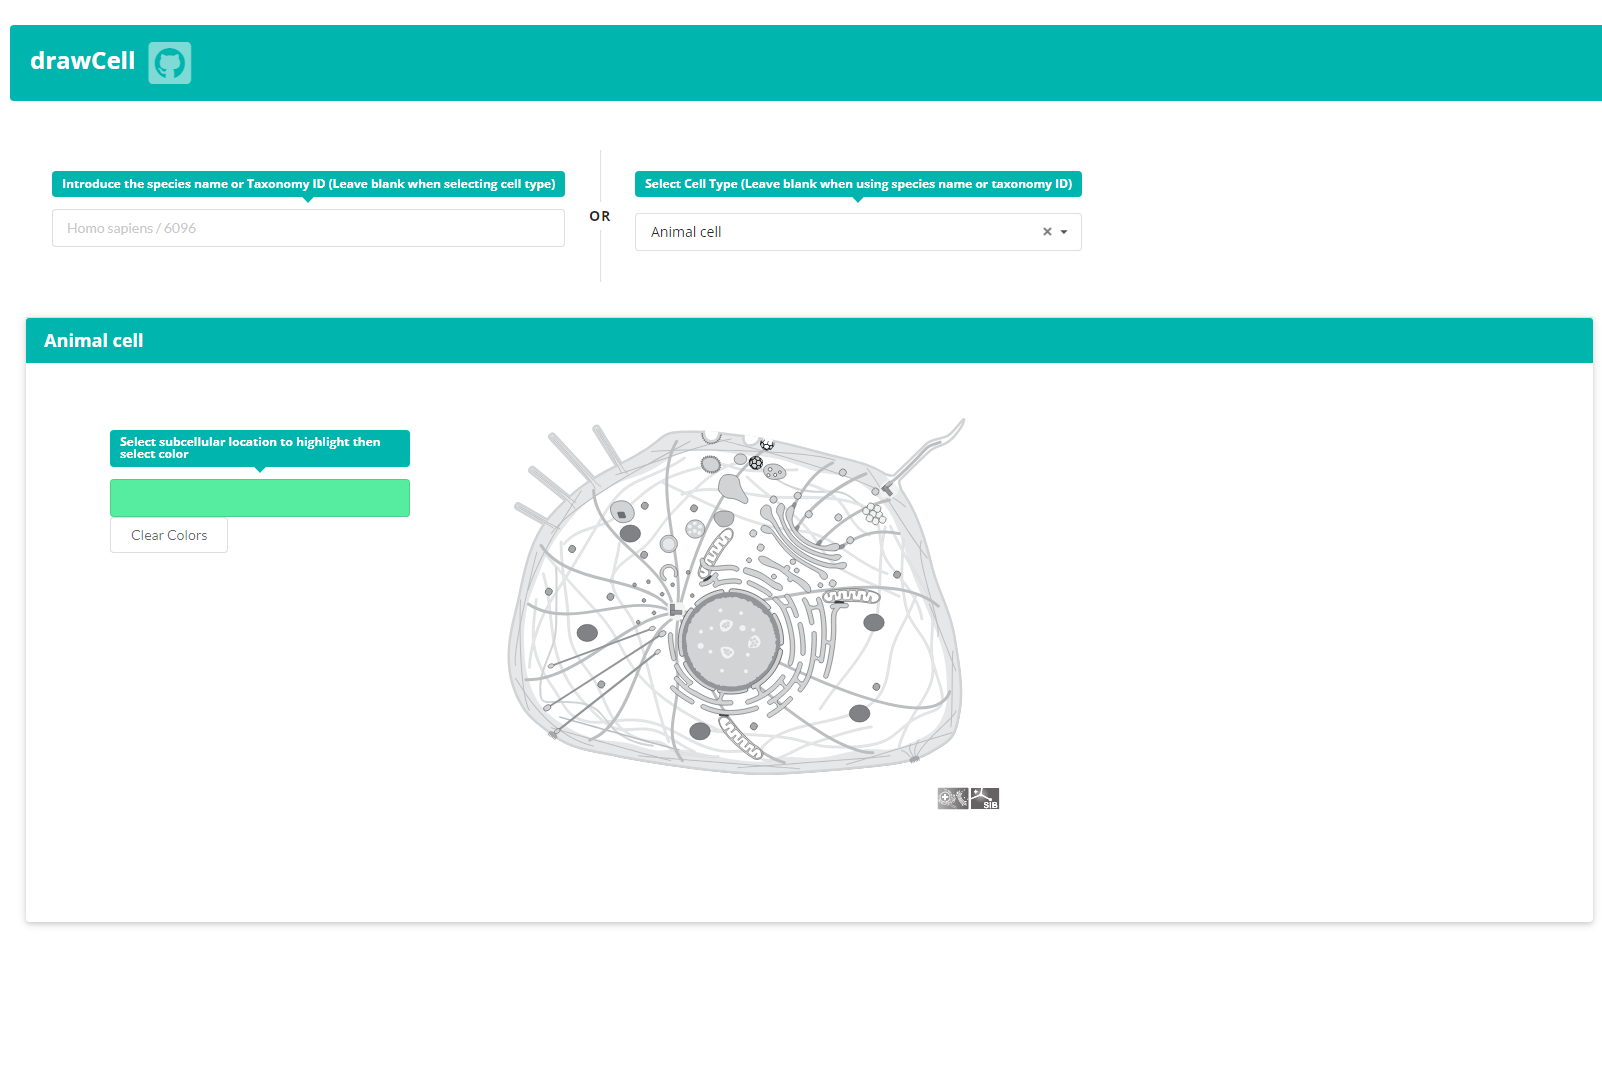 drawCell
Introduce the species name or Taxonomy ID (Leave blank when selecting cell type)
Homo sapiens / 6096
OR
Select Cell Type (Leave blank when using species name or taxonomy ID)
Animal cell
Animal cell
Select subcellular location to highlight then
select color
Clear Colors
SIB